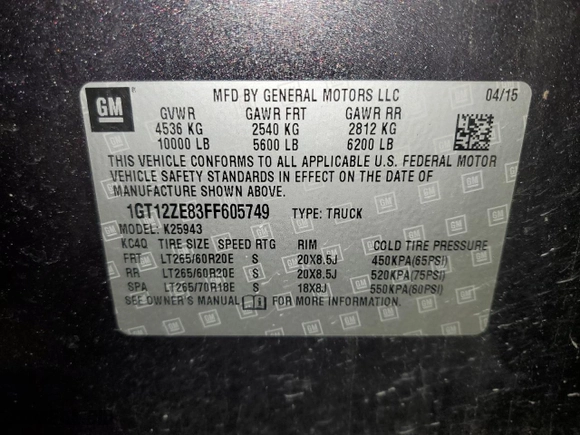 GM
MFD BY GENERAL MOTORS LLC 04/15
GVWR GAWR FRT GAWR RR
4536 KG 2540 KG 2812 KG
10000 LB 5600 LB 6200 LB
THIS VEHICLE CONFORMS TO ALL APPLICABLE U.S. FEDERAL MOTOR
VEHICLE SAFETY STANDARDS IN EFFECT ON THE DATE OF
MANUFACTURE SHOWN ABOVE.
1GT12ZE83FF605749 TYPE: TRUCK
MODEL: K25943
KC4Q TIRE SIZE SPEED RTG RIM COLD TIRE PRESSURE
FRT LT265/60R20E S 20X8.5J 450KPA(65PSI)
RR LT265/60R20E S 20X8.5J 520KPA(75PSI)
SPA LT265/70R18E S 18X8J 550KPA(80PSI)
SEE OWNER'S MANUAL FOR MORE INFORMATION